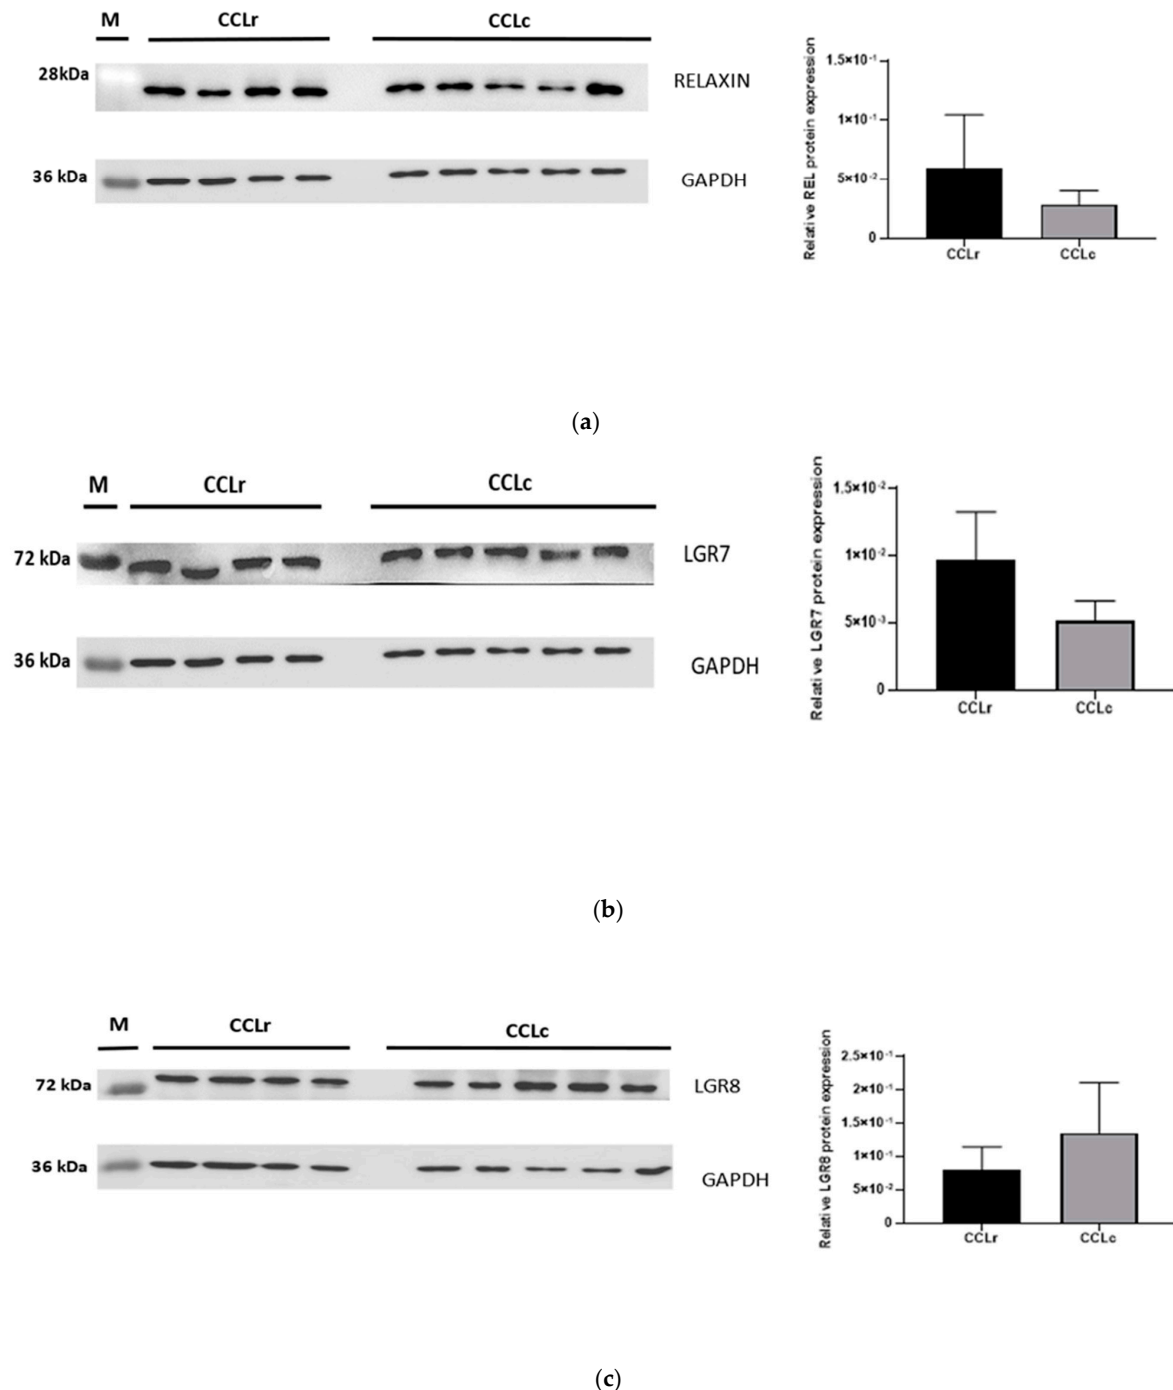 M CCLr CCLc
28kDa RELAXIN
36 kDa GAPDH
Relative REL protein expression
1.5×10⁻¹
1×10⁻¹
5×10⁻²
0
CCLr CCLc
(a)
M CCLr CCLc
72 kDa LGR7
36 kDa GAPDH
Relative LGR7 protein expression
1.5×10⁻²
1×10⁻²
5×10⁻³
0
CCLr CCLc
(b)
M CCLr CCLc
72 kDa LGR8
36 kDa GAPDH
Relative LGR8 protein expression
2.5×10⁻¹
2×10⁻¹
1.5×10⁻¹
1×10⁻¹
5×10⁻²
0
CCLr CCLc
(c)